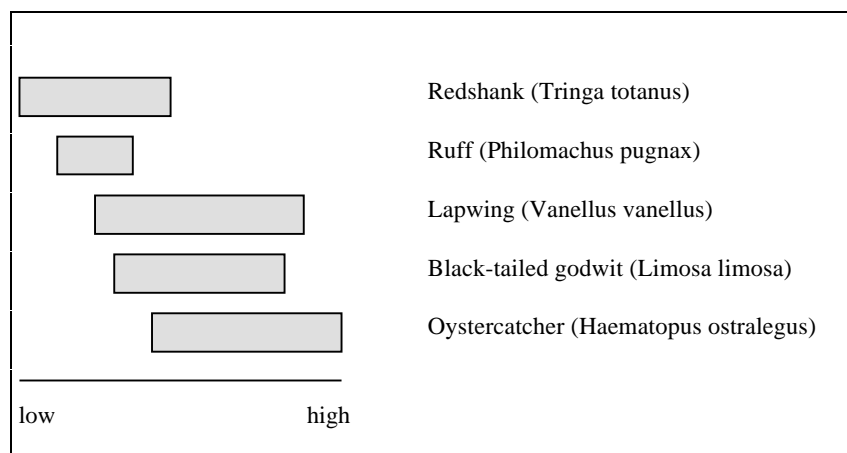 Redshank (Tringa totanus)
Ruff (Philomachus pugnax)
Lapwing (Vanellus vanellus)
Black-tailed godwit (Limosa limosa)
Oystercatcher (Haematopus ostralegus)
low high